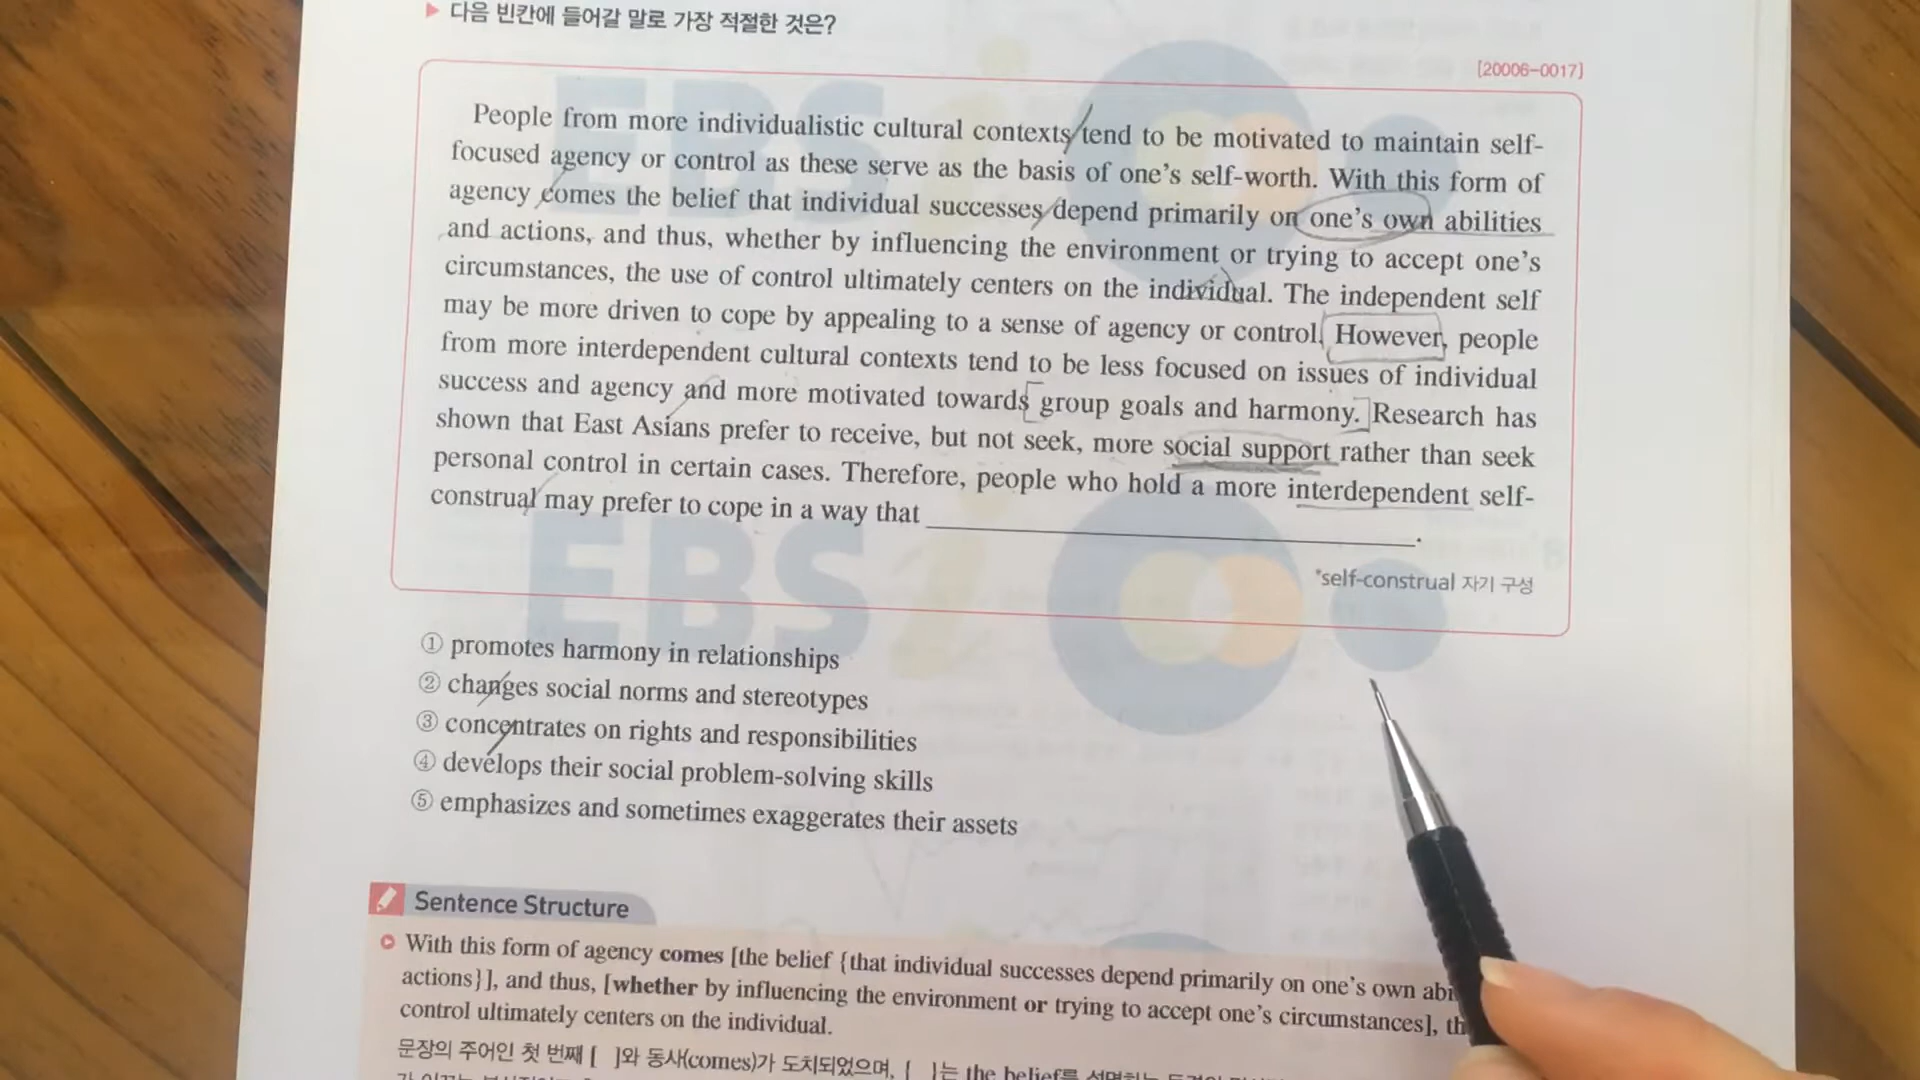 ▶ 다음 빈칸에 들어갈 말로 가장 적절한 것은?
[20006-0017]
People from more individualistic cultural contexts tend to be motivated to maintain self-
focused agency or control as these serve as the basis of one's self-worth. With this form of
agency comes the belief that individual successes depend primarily on one's own abilities
and actions, and thus, whether by influencing the environment or trying to accept one's
circumstances, the use of control ultimately centers on the individual. The independent self
may be more driven to cope by appealing to a sense of agency or control. However, people
from more interdependent cultural contexts tend to be less focused on issues of individual
success and agency and more motivated towards group goals and harmony. Research has
shown that East Asians prefer to receive, but not seek, more social support rather than seek
personal control in certain cases. Therefore, people who hold a more interdependent self-
construal may prefer to cope in a way that ____________________.
*self-construal 자기 구성
① promotes harmony in relationships
② changes social norms and stereotypes
③ concentrates on rights and responsibilities
④ develops their social problem-solving skills
⑤ emphasizes and sometimes exaggerates their assets
Sentence Structure
With this form of agency comes [the belief {that individual successes depend primarily on one's own
actions}], and thus, [whether by influencing the environment or trying to accept one's circumstances],
control ultimately centers on the individual.
문장의 주어인 첫 번째 [ ]와 동사(comes)가 도치되었으며, [ ]는 the belief를
EBSi
EBSi